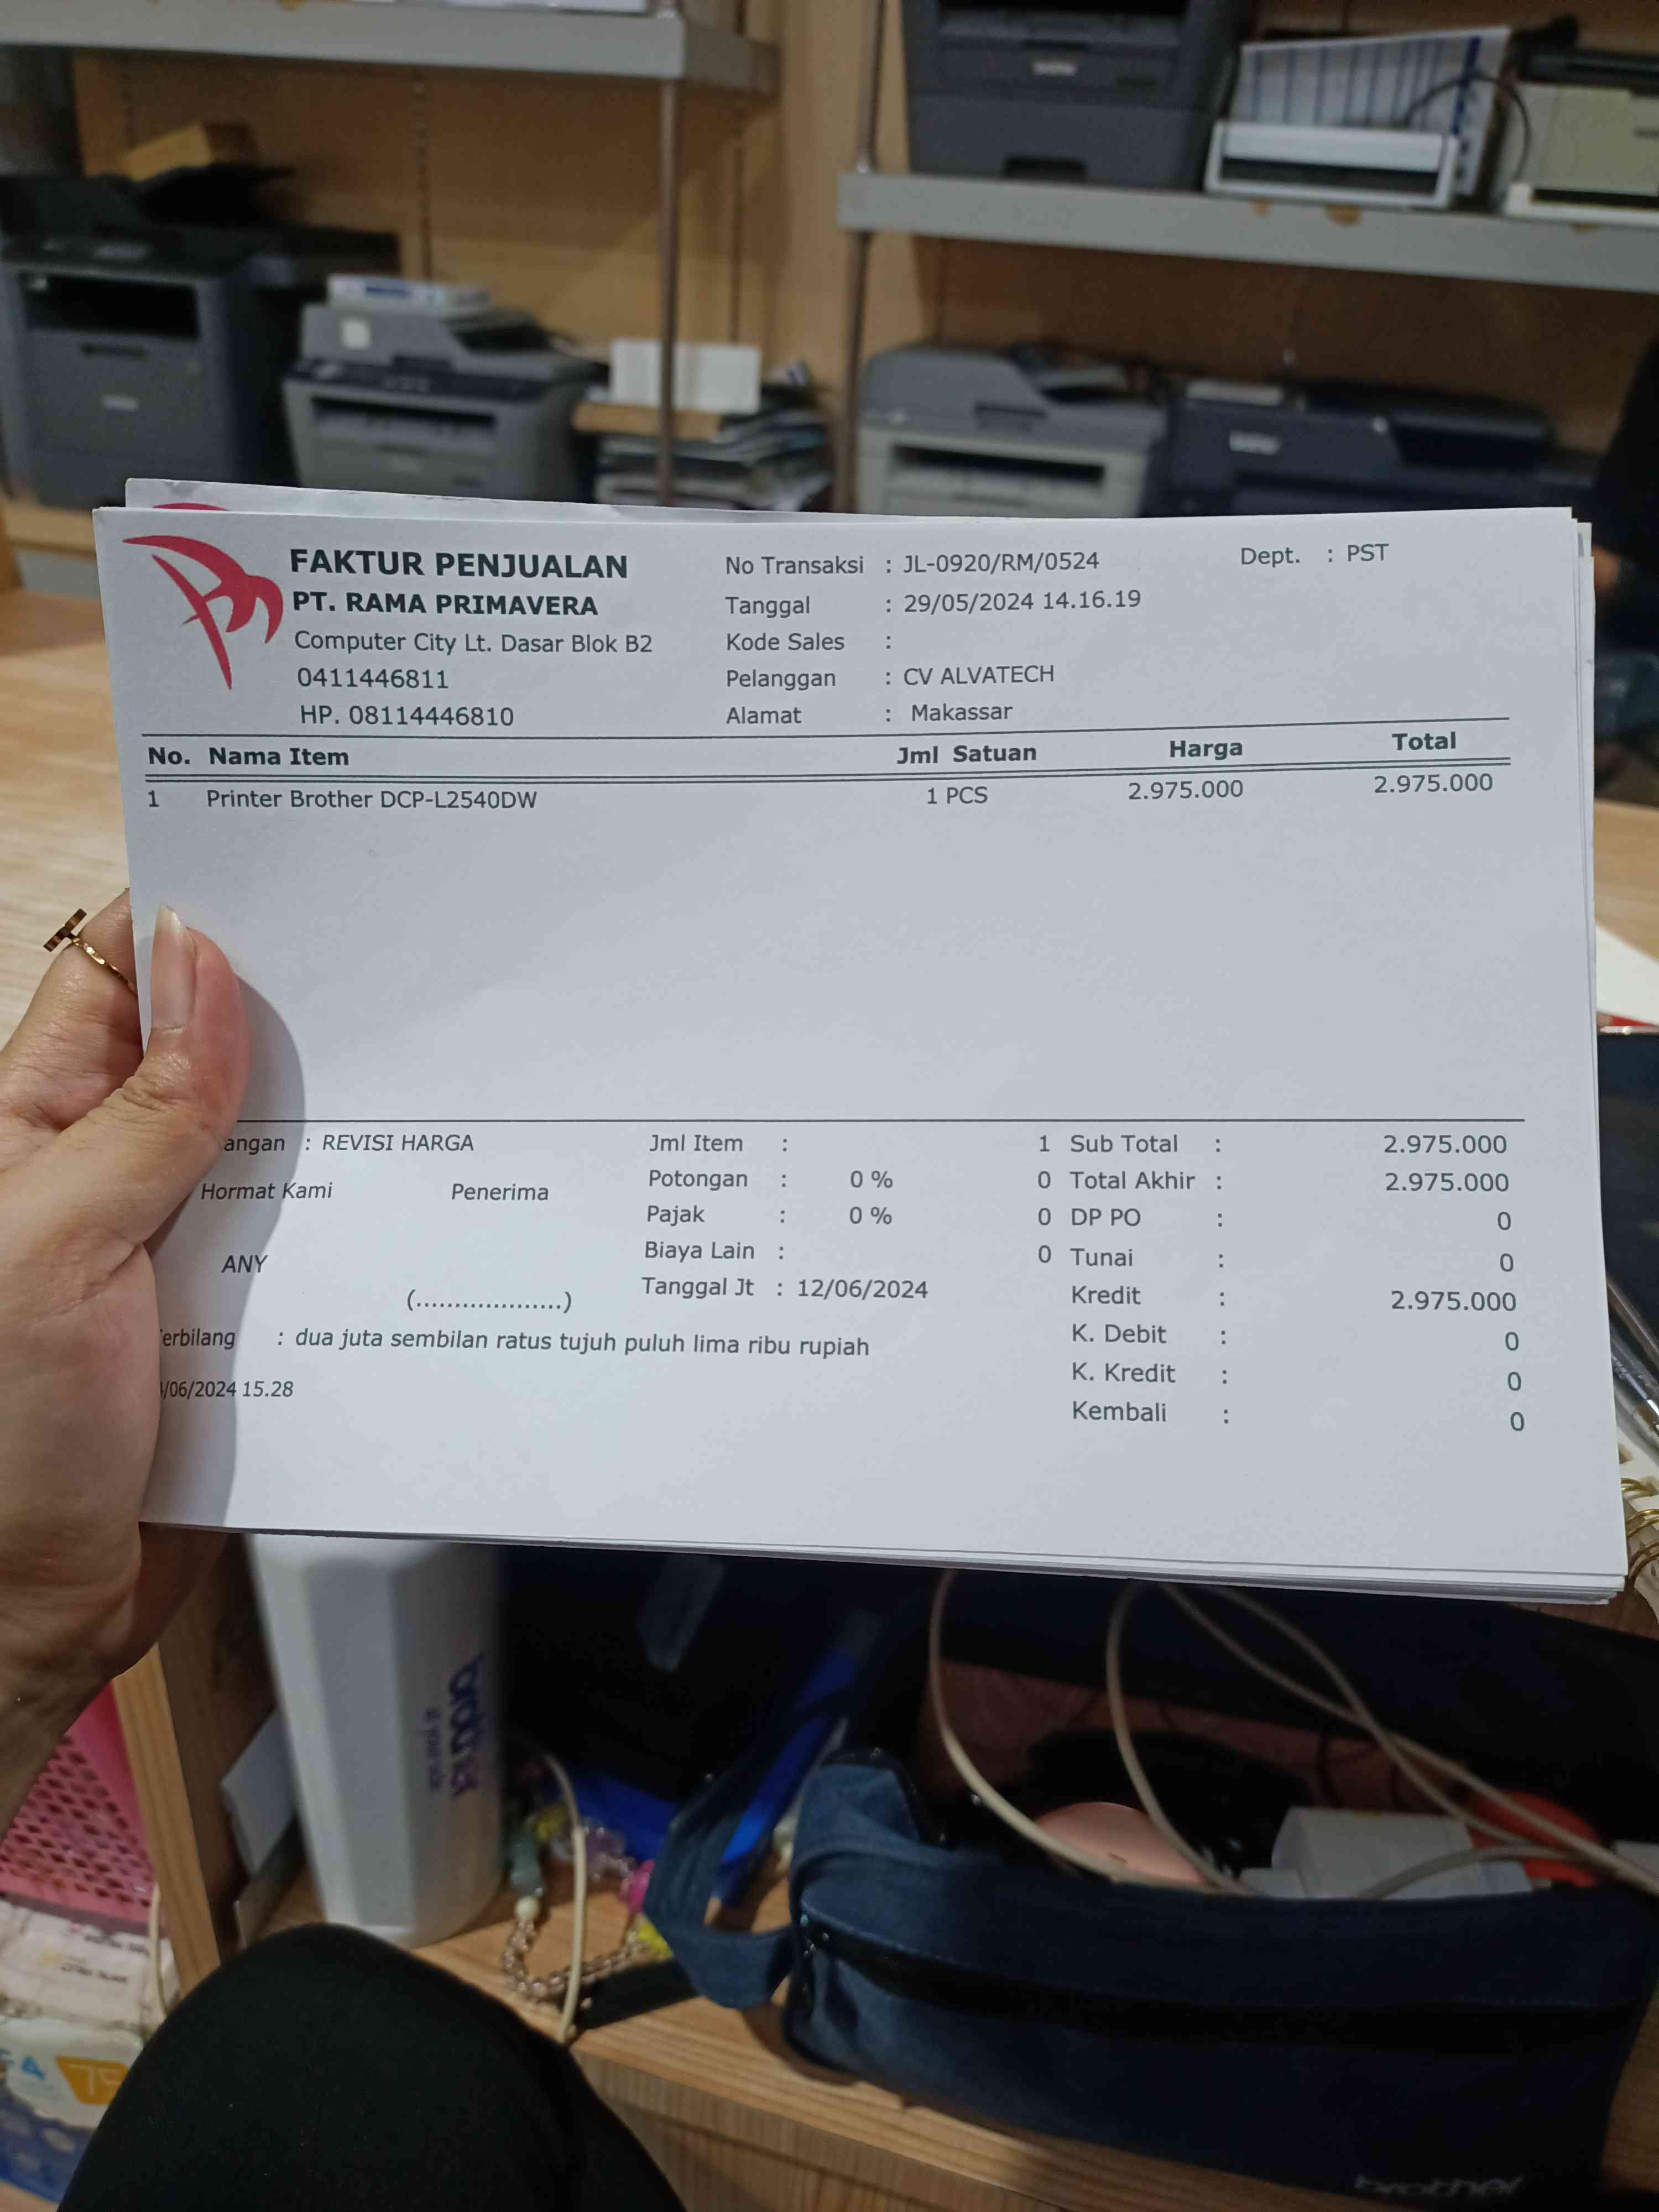 FAKTUR PENJUALAN
PT. RAMA PRIMAVERA
Computer City Lt. Dasar Blok B2
0411446811
HP. 08114446810
No Transaksi : JL-0920/RM/0524
Tanggal : 29/05/2024 14.16.19
Kode Sales :
Pelanggan : CV ALVATECH
Alamat : Makassar
Dept. : PST
No. Nama Item Jml Satuan Harga Total
1 Printer Brother DCP-L2540DW 1 PCS 2.975.000 2.975.000
angan : REVISI HARGA
Hormat Kami Penerima
ANY
(...................)
Jml Item : 1
Potongan : 0 % 0
Pajak : 0 % 0
Biaya Lain : 0
Tanggal Jt : 12/06/2024
Sub Total : 2.975.000
Total Akhir : 2.975.000
DP PO : 0
Tunai : 0
Kredit : 2.975.000
K. Debit : 0
K. Kredit : 0
Kembali : 0
erbilang : dua juta sembilan ratus tujuh puluh lima ribu rupiah
/06/2024 15.28
brother
at your side
brother